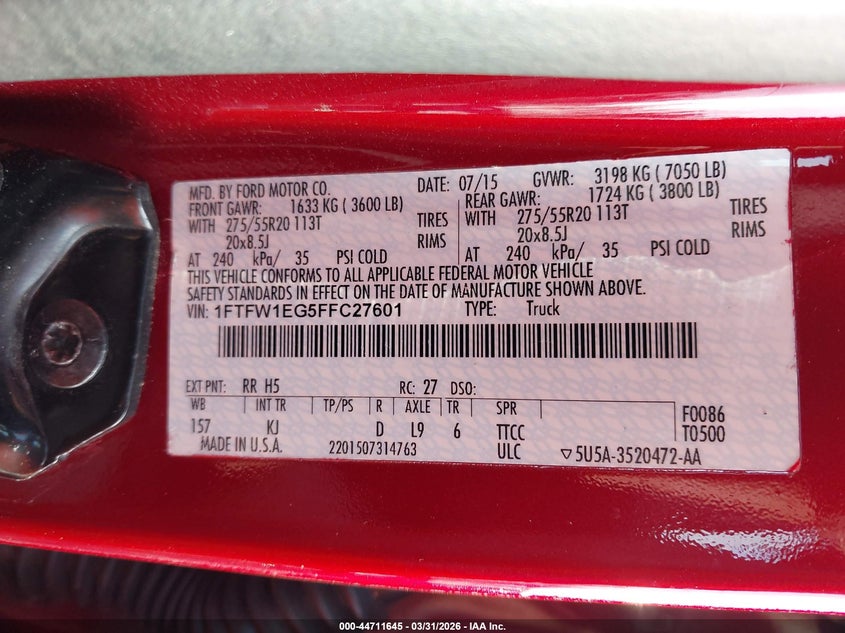 MFD. BY FORD MOTOR CO. DATE: 07/15 GVWR: 3198 KG ( 7050 LB)
FRONT GAWR: 1633 KG ( 3600 LB) REAR GAWR: 1724 KG ( 3800 LB)
WITH 275/55R20 113T TIRES WITH 275/55R20 113T TIRES
20x8.5J RIMS 20x8.5J RIMS
AT 240 kPa/ 35 PSI COLD AT 240 kPa/ 35 PSI COLD
THIS VEHICLE CONFORMS TO ALL APPLICABLE FEDERAL MOTOR VEHICLE
SAFETY STANDARDS IN EFFECT ON THE DATE OF MANUFACTURE SHOWN ABOVE.
VIN: 1FTFW1EG5FFC27601 TYPE: Truck
EXT PNT: RR H5 RC: 27 DSO:
WB INT TR TP/PS R AXLE TR SPR F0086
157 KJ D L9 6 TTCC T0500
MADE IN U.S.A. 2201507314763 ULC ▽5U5A-3520472-AA
000-44711645 - 03/31/2026 - IAA Inc.